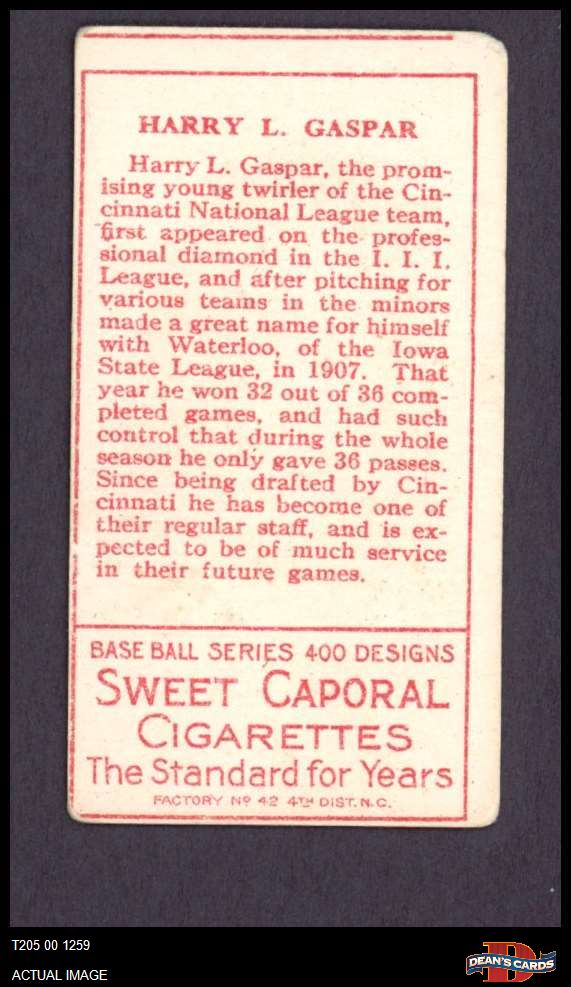 HARRY L. GASPAR
Harry L. Gaspar, the prom-
ising young twirler of the Cin-
cinnati National League team,
first appeared on the profes-
sional diamond in the I. I. I.
League, and after pitching for
various teams in the minors
made a great name for himself
with Waterloo, of the Iowa
State League, in 1907. That
year he won 32 out of 36 com-
pleted games, and had such
control that during the whole
season he only gave 36 passes.
Since being drafted by Cin-
cinnati he has become one of
their regular staff, and is ex-
pected to be of much service
in their future games.
BASE BALL SERIES 400 DESIGNS
SWEET CAPORAL
CIGARETTES
The Standard for Years
FACTORY Nº 42 4TH DIST. N.C.
T205 00 1259
ACTUAL IMAGE
DEAN'S CARDS